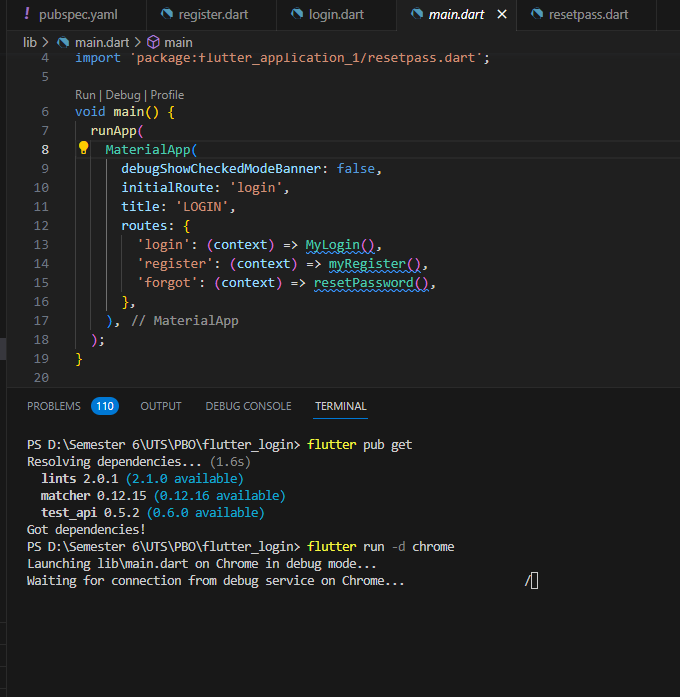 ! pubspec.yaml register.dart login.dart main.dart × resetpass.dart
lib > main.dart > main
4 import 'package:flutter_application_1/resetpass.dart';
5
Run | Debug | Profile
6 void main() {
7 runApp(
8 MaterialApp(
9 debugShowCheckedModeBanner: false,
10 initialRoute: 'login',
11 title: 'LOGIN',
12 routes: {
13 'login': (context) => MyLogin(),
14 'register': (context) => myRegister(),
15 'forgot': (context) => resetPassword(),
16 },
17 ), // MaterialApp
18 );
19 }
20
PROBLEMS 110 OUTPUT DEBUG CONSOLE TERMINAL
PS D:\Semester 6\UTS\PBO\flutter_login> flutter pub get
Resolving dependencies... (1.6s)
lints 2.0.1 (2.1.0 available)
matcher 0.12.15 (0.12.16 available)
test_api 0.5.2 (0.6.0 available)
Got dependencies!
PS D:\Semester 6\UTS\PBO\flutter_login> flutter run -d chrome
Launching lib\main.dart on Chrome in debug mode...
Waiting for connection from debug service on Chrome... /